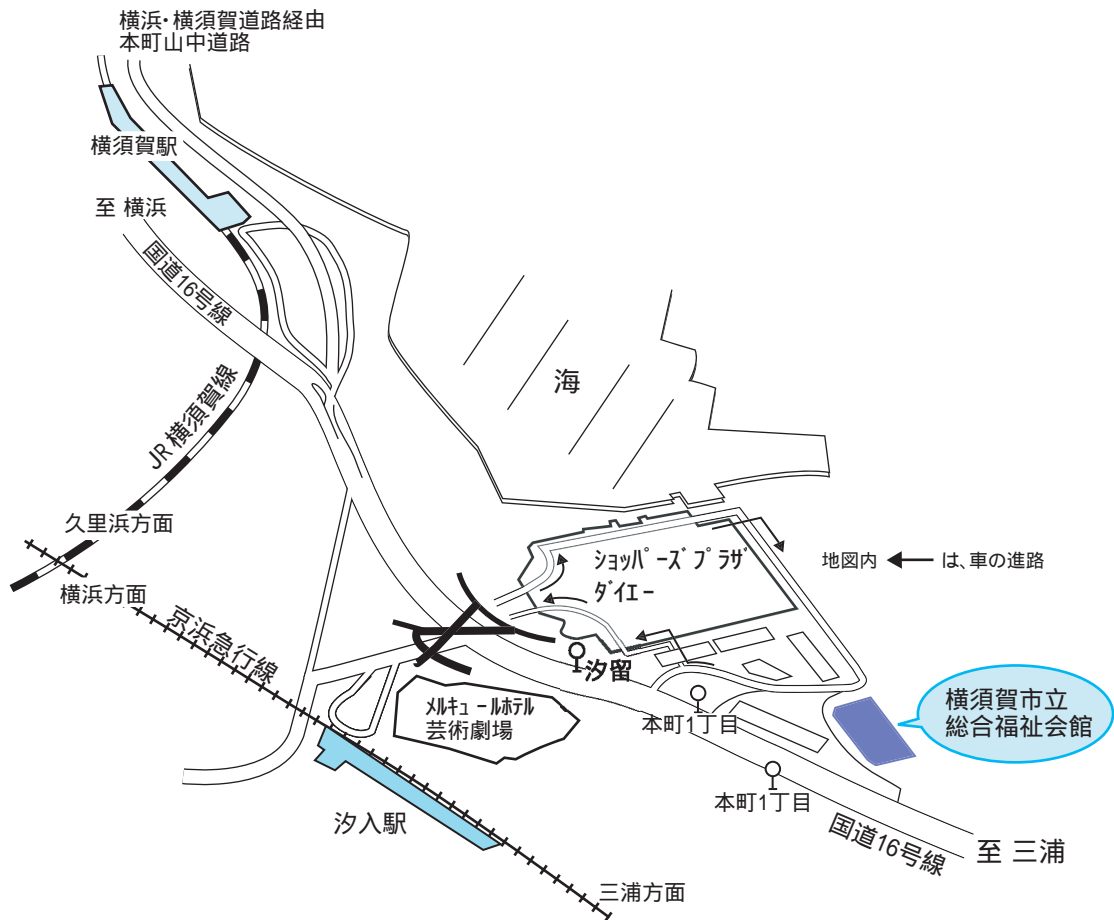 横浜・横須賀道路経由
本町山中道路
横須賀駅
至 横浜
国道16号線
JR横須賀線
海
久里浜方面
横浜方面
京浜急行線
ショッパーズプラザ
ダイエー
地図内 ← は、車の進路
汐留
メルキュールホテル
芸術劇場
本町1丁目
横須賀市立
総合福祉会館
本町1丁目
汐入駅
国道16号線
至 三浦
三浦方面